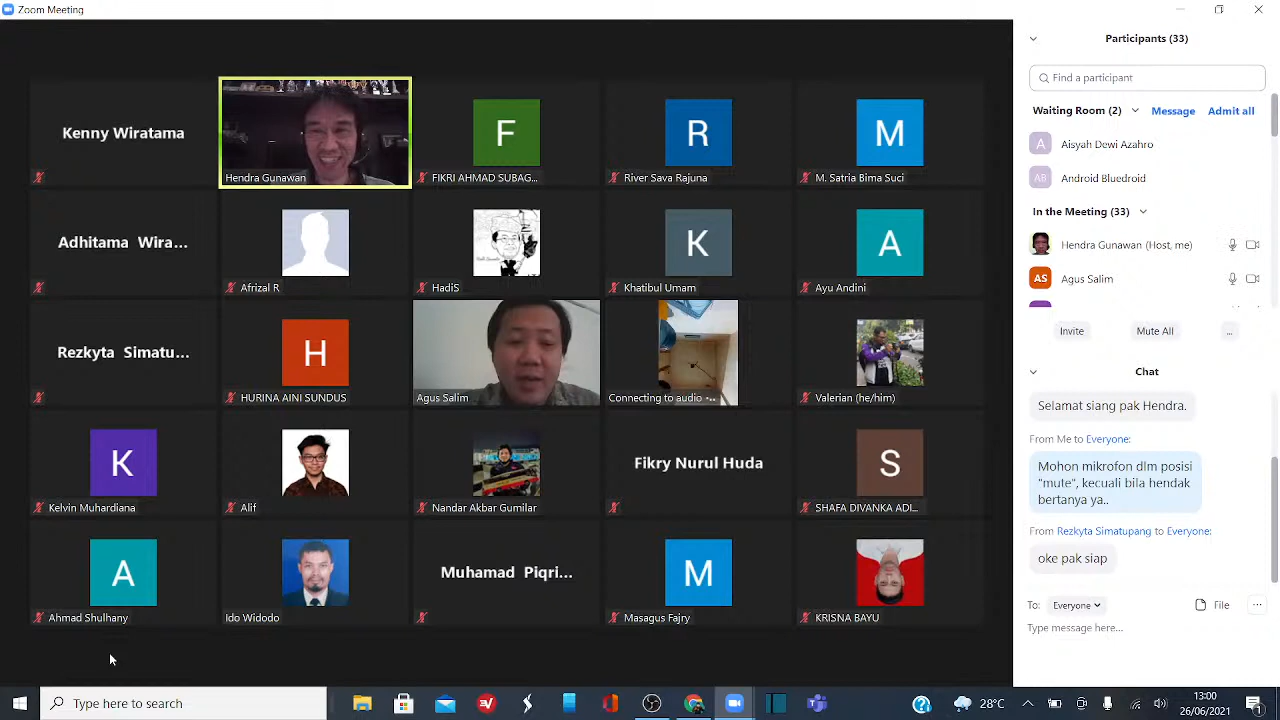 Zoom Meeting
Kenny Wiratama
Hendra Gunawan
F
FIKRI AHMAD SUBAG...
R
River Sava Rajuna
M
M. Satria Bima Suci
Adhitama Wira...
Afrizal R
HadiS
K
Khatibul Umam
A
Ayu Andini
Rezkyta Simatu...
H
HURINA AINI SUNDUS
Agus Salim
Connecting to audio ...
Valerian (he/him)
K
Kelvin Muhardiana
Alif
Nandar Akbar Gumilar
Fikry Nurul Huda
S
SHAFA DIVANKA ADI...
A
Ahmad Shulhany
Ido Widodo
Muhamad Piqri...
M
Masagus Fajry
KRISNA BAYU
Participants (33)
Find a participant
Waiting Room (2) Message Admit all
A Aisyah Dewi Azahro
AB Android Bluedroid
In the Meeting (33)
Hendra Gunawan (Host, me)
AS Agus Salim
Invite Mute All ...
Chat
Selamat siang pak Hendra.
From Me to Everyone:
Mohon tetap dlm posisi
"mute", kecuali bila hendak
bertanya ya..
From Rezkyta Simatupang to Everyone:
oke siap pa
To: Everyone File ...
Type message here...
Type here to search
28°C
13:00
26/06/2021